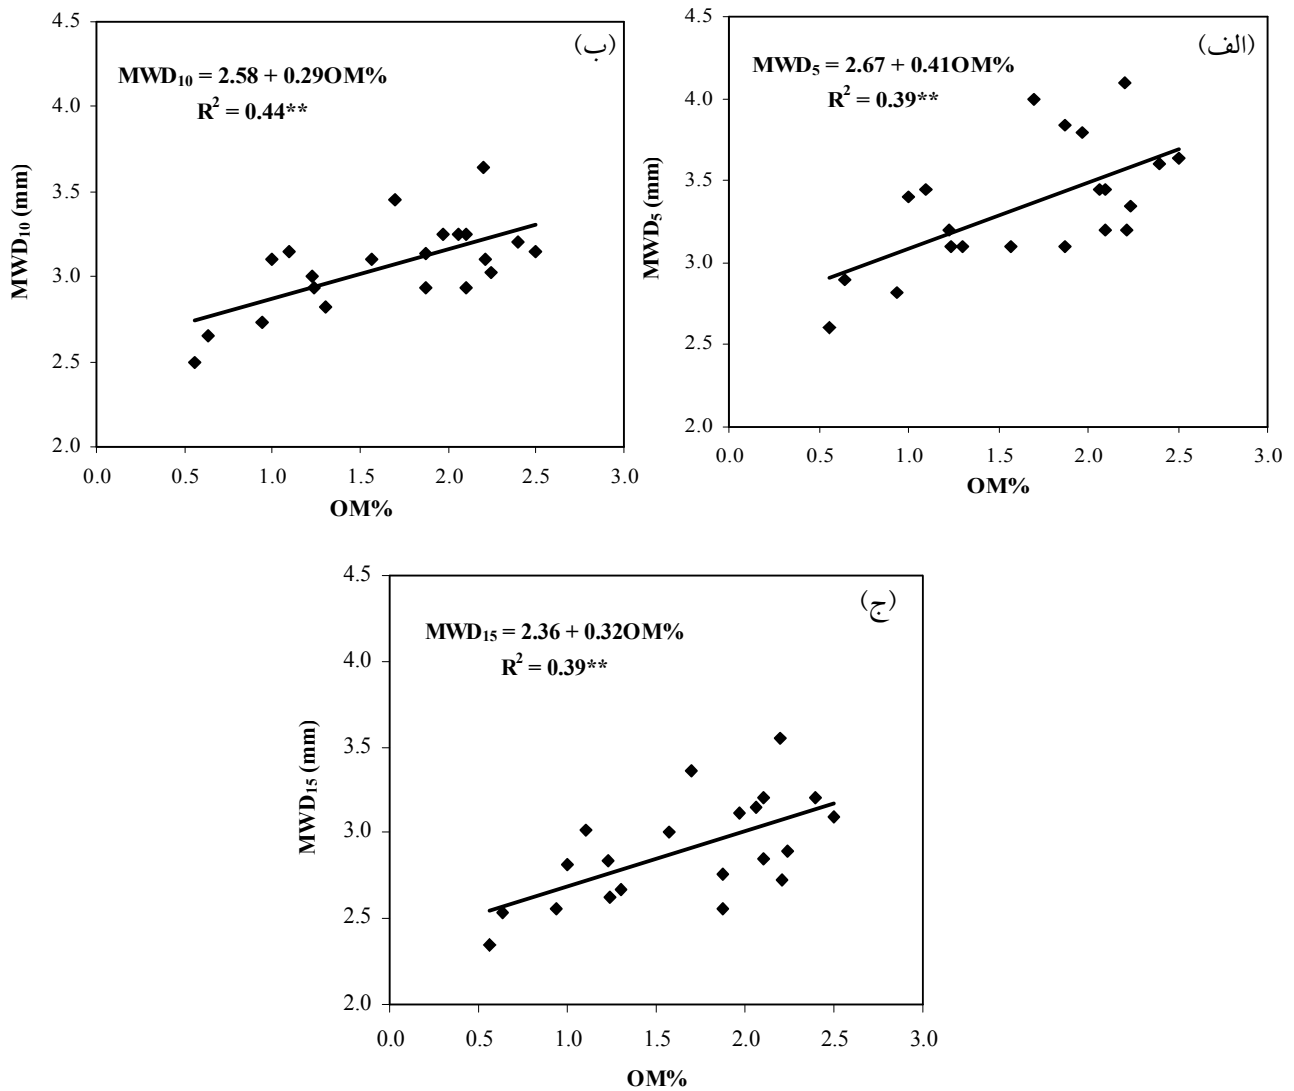 (الف)
MWD₅ = 2.67 + 0.41OM%
R² = 0.39**
MWD₅ (mm)
4.5
4.0
3.5
3.0
2.5
2.0
0.0 0.5 1.0 1.5 2.0 2.5 3.0
OM%
(ب)
MWD₁₀ = 2.58 + 0.29OM%
R² = 0.44**
MWD₁₀ (mm)
4.5
4.0
3.5
3.0
2.5
2.0
0.0 0.5 1.0 1.5 2.0 2.5 3.0
OM%
(ج)
MWD₁₅ = 2.36 + 0.32OM%
R² = 0.39**
MWD₁₅ (mm)
4.5
4.0
3.5
3.0
2.5
2.0
0.0 0.5 1.0 1.5 2.0 2.5 3.0
OM%